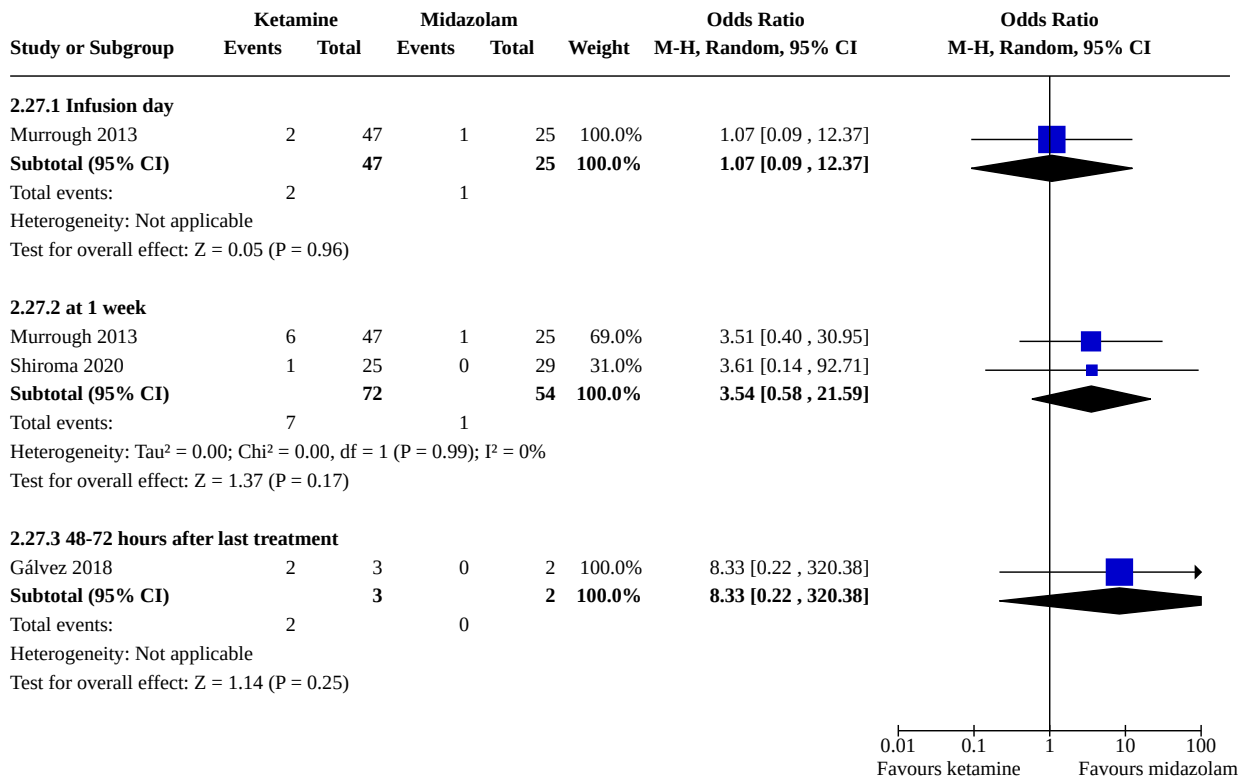 Ketamine Midazolam Odds Ratio Odds Ratio
Study or Subgroup Events Total Events Total Weight M-H, Random, 95% CI M-H, Random, 95% CI
2.27.1 Infusion day
Murrough 2013 2 47 1 25 100.0% 1.07 [0.09 , 12.37]
Subtotal (95% CI) 47 25 100.0% 1.07 [0.09 , 12.37]
Total events: 2 1
Heterogeneity: Not applicable
Test for overall effect: Z = 0.05 (P = 0.96)
2.27.2 at 1 week
Murrough 2013 6 47 1 25 69.0% 3.51 [0.40 , 30.95]
Shiroma 2020 1 25 0 29 31.0% 3.61 [0.14 , 92.71]
Subtotal (95% CI) 72 54 100.0% 3.54 [0.58 , 21.59]
Total events: 7 1
Heterogeneity: Tau² = 0.00; Chi² = 0.00, df = 1 (P = 0.99); I² = 0%
Test for overall effect: Z = 1.37 (P = 0.17)
2.27.3 48-72 hours after last treatment
Gálvez 2018 2 3 0 2 100.0% 8.33 [0.22 , 320.38]
Subtotal (95% CI) 3 2 100.0% 8.33 [0.22 , 320.38]
Total events: 2 0
Heterogeneity: Not applicable
Test for overall effect: Z = 1.14 (P = 0.25)
0.01 0.1 1 10 100
Favours ketamine Favours midazolam